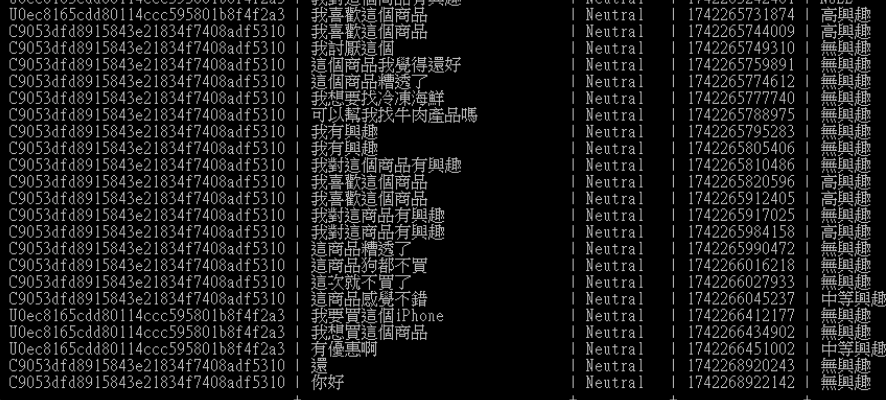 U0ec8165cdd80114ccc595801b8f4f2a3 | 我喜歡這個商品 | Neutral | 1742265731874 | 高興趣
C9053dfd8915843e21834f7408adf5310 | 我喜歡這個商品 | Neutral | 1742265744009 | 高興趣
C9053dfd8915843e21834f7408adf5310 | 我討厭這個 | Neutral | 1742265749310 | 無興趣
C9053dfd8915843e21834f7408adf5310 | 這個商品我覺得還好 | Neutral | 1742265759891 | 無興趣
C9053dfd8915843e21834f7408adf5310 | 這個商品糟透了 | Neutral | 1742265774612 | 無興趣
C9053dfd8915843e21834f7408adf5310 | 我想要找冷凍海鮮 | Neutral | 1742265777740 | 無興趣
C9053dfd8915843e21834f7408adf5310 | 可以幫我找牛肉產品嗎 | Neutral | 1742265788975 | 無興趣
C9053dfd8915843e21834f7408adf5310 | 我有興趣 | Neutral | 1742265795283 | 無興趣
C9053dfd8915843e21834f7408adf5310 | 我有興趣 | Neutral | 1742265805406 | 無興趣
C9053dfd8915843e21834f7408adf5310 | 我對這個商品有興趣 | Neutral | 1742265810486 | 無興趣
C9053dfd8915843e21834f7408adf5310 | 我喜歡這個商品 | Neutral | 1742265820596 | 高興趣
C9053dfd8915843e21834f7408adf5310 | 我喜歡這個商品 | Neutral | 1742265912405 | 高興趣
C9053dfd8915843e21834f7408adf5310 | 我對這商品有興趣 | Neutral | 1742265917025 | 無興趣
C9053dfd8915843e21834f7408adf5310 | 我對這商品有興趣 | Neutral | 1742265984158 | 高興趣
C9053dfd8915843e21834f7408adf5310 | 這商品糟透了 | Neutral | 1742265990472 | 無興趣
C9053dfd8915843e21834f7408adf5310 | 這商品狗都不買 | Neutral | 1742266016218 | 無興趣
C9053dfd8915843e21834f7408adf5310 | 這次就不買了 | Neutral | 1742266027933 | 無興趣
C9053dfd8915843e21834f7408adf5310 | 這商品感覺不錯 | Neutral | 1742266045237 | 中等興趣
U0ec8165cdd80114ccc595801b8f4f2a3 | 我要買這個iPhone | Neutral | 1742266412177 | 無興趣
U0ec8165cdd80114ccc595801b8f4f2a3 | 我想買這個商品 | Neutral | 1742266434902 | 無興趣
U0ec8165cdd80114ccc595801b8f4f2a3 | 有優惠啊 | Neutral | 1742266451002 | 中等興趣
C9053dfd8915843e21834f7408adf5310 | 還 | Neutral | 1742268920243 | 無興趣
C9053dfd8915843e21834f7408adf5310 | 你好 | Neutral | 1742268922142 | 無興趣